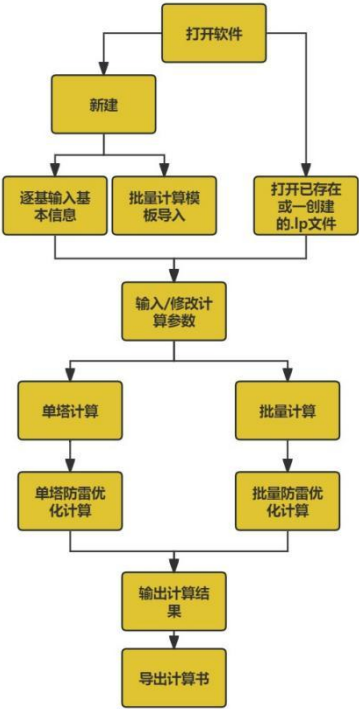 打开软件
新建
逐基输入基
本信息
批量计算模
板导入
打开已存在
或一创建
的.lp文件
输入/修改计
算参数
单塔计算
批量计算
单塔防雷优
化计算
批量防雷优
化计算
输出计算结
果
导出计算书